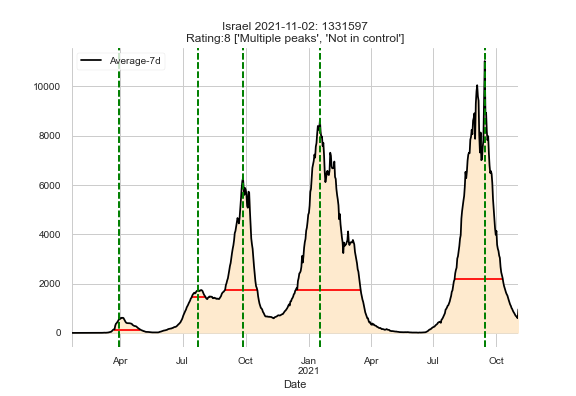 Israel 2021-11-02: 1331597
Rating:8 ['Multiple peaks', 'Not in control']
Average-7d
10000
8000
6000
4000
2000
0
Apr
Jul
Oct
Jan
2021
Apr
Jul
Oct
Date